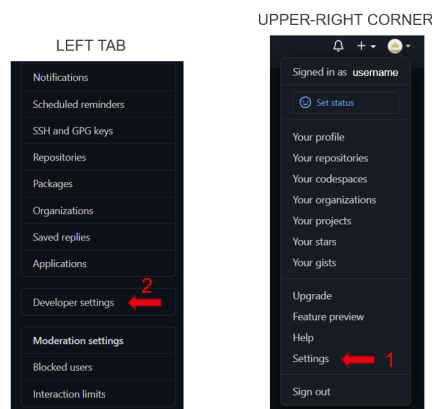 UPPER-RIGHT CORNER
LEFT TAB
Notifications
Scheduled reminders
SSH and GPG keys
Repositories
Packages
Organizations
Saved replies
Applications
2
Developer settings
Moderation settings
Blocked users
Interaction limits
+
Signed in as username
Set status
Your profile
Your repositories
Your codespaces
Your organizations
Your projects
Your stars
Your gists
Upgrade
Feature preview
Help
Settings 1
Sign out